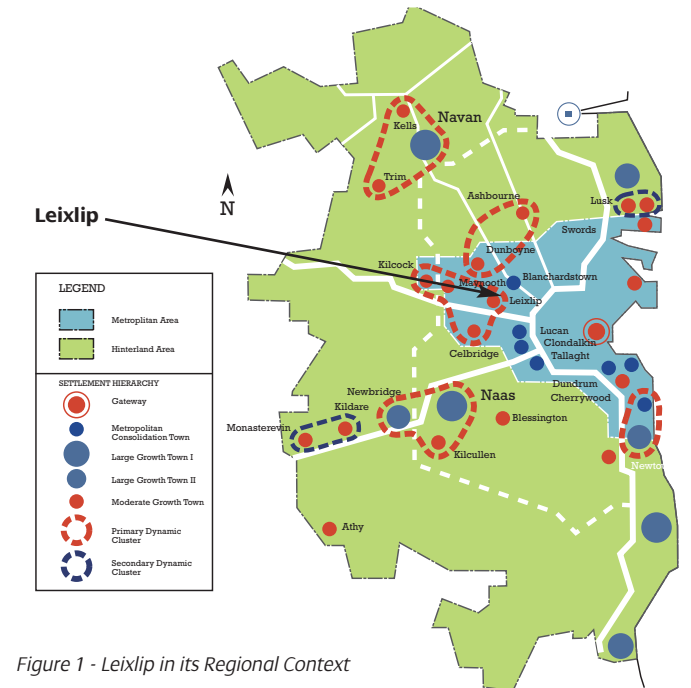 Navan
Kells
Trim
N
Leixlip
Ashbourne
Lusk
Swords
Dunboyne
Kilcock
Maynooth
Blanchardstown
Leixlip
Lucan
Clondalkin
Tallaght
Celbridge
Dundrum
Cherrywood
Newbridge
Naas
Kildare
Monasterevin
Blessington
Kilcullen
Newto
Athy
LEGEND
Metroplitan Area
Hinterland Area
SETTLEMENT HIERARCHY
Gateway
Metropolitan
Consolidation Town
Large Growth Town I
Large Growth Town II
Moderate Growth Town
Primary Dynamic
Cluster
Secondary Dynamic
Cluster
Figure 1 - Leixlip in its Regional Context